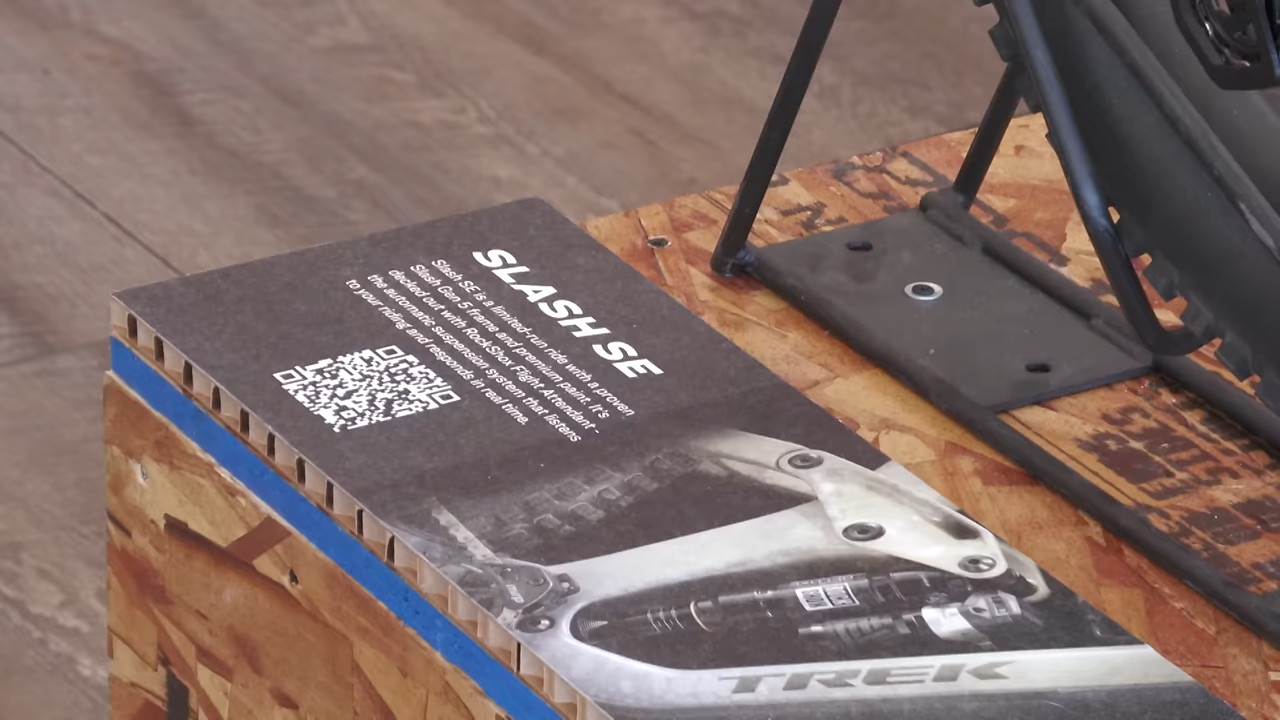 SLASH SE
Slash SE is a limited-run ride with a proven
Slash Gen 5 frame and premium paint. It's
decked out with RockShox Flight Attendant -
the automatic suspension system that listens
to your riding and responds in real time.
ROCK
SHOX
TREK